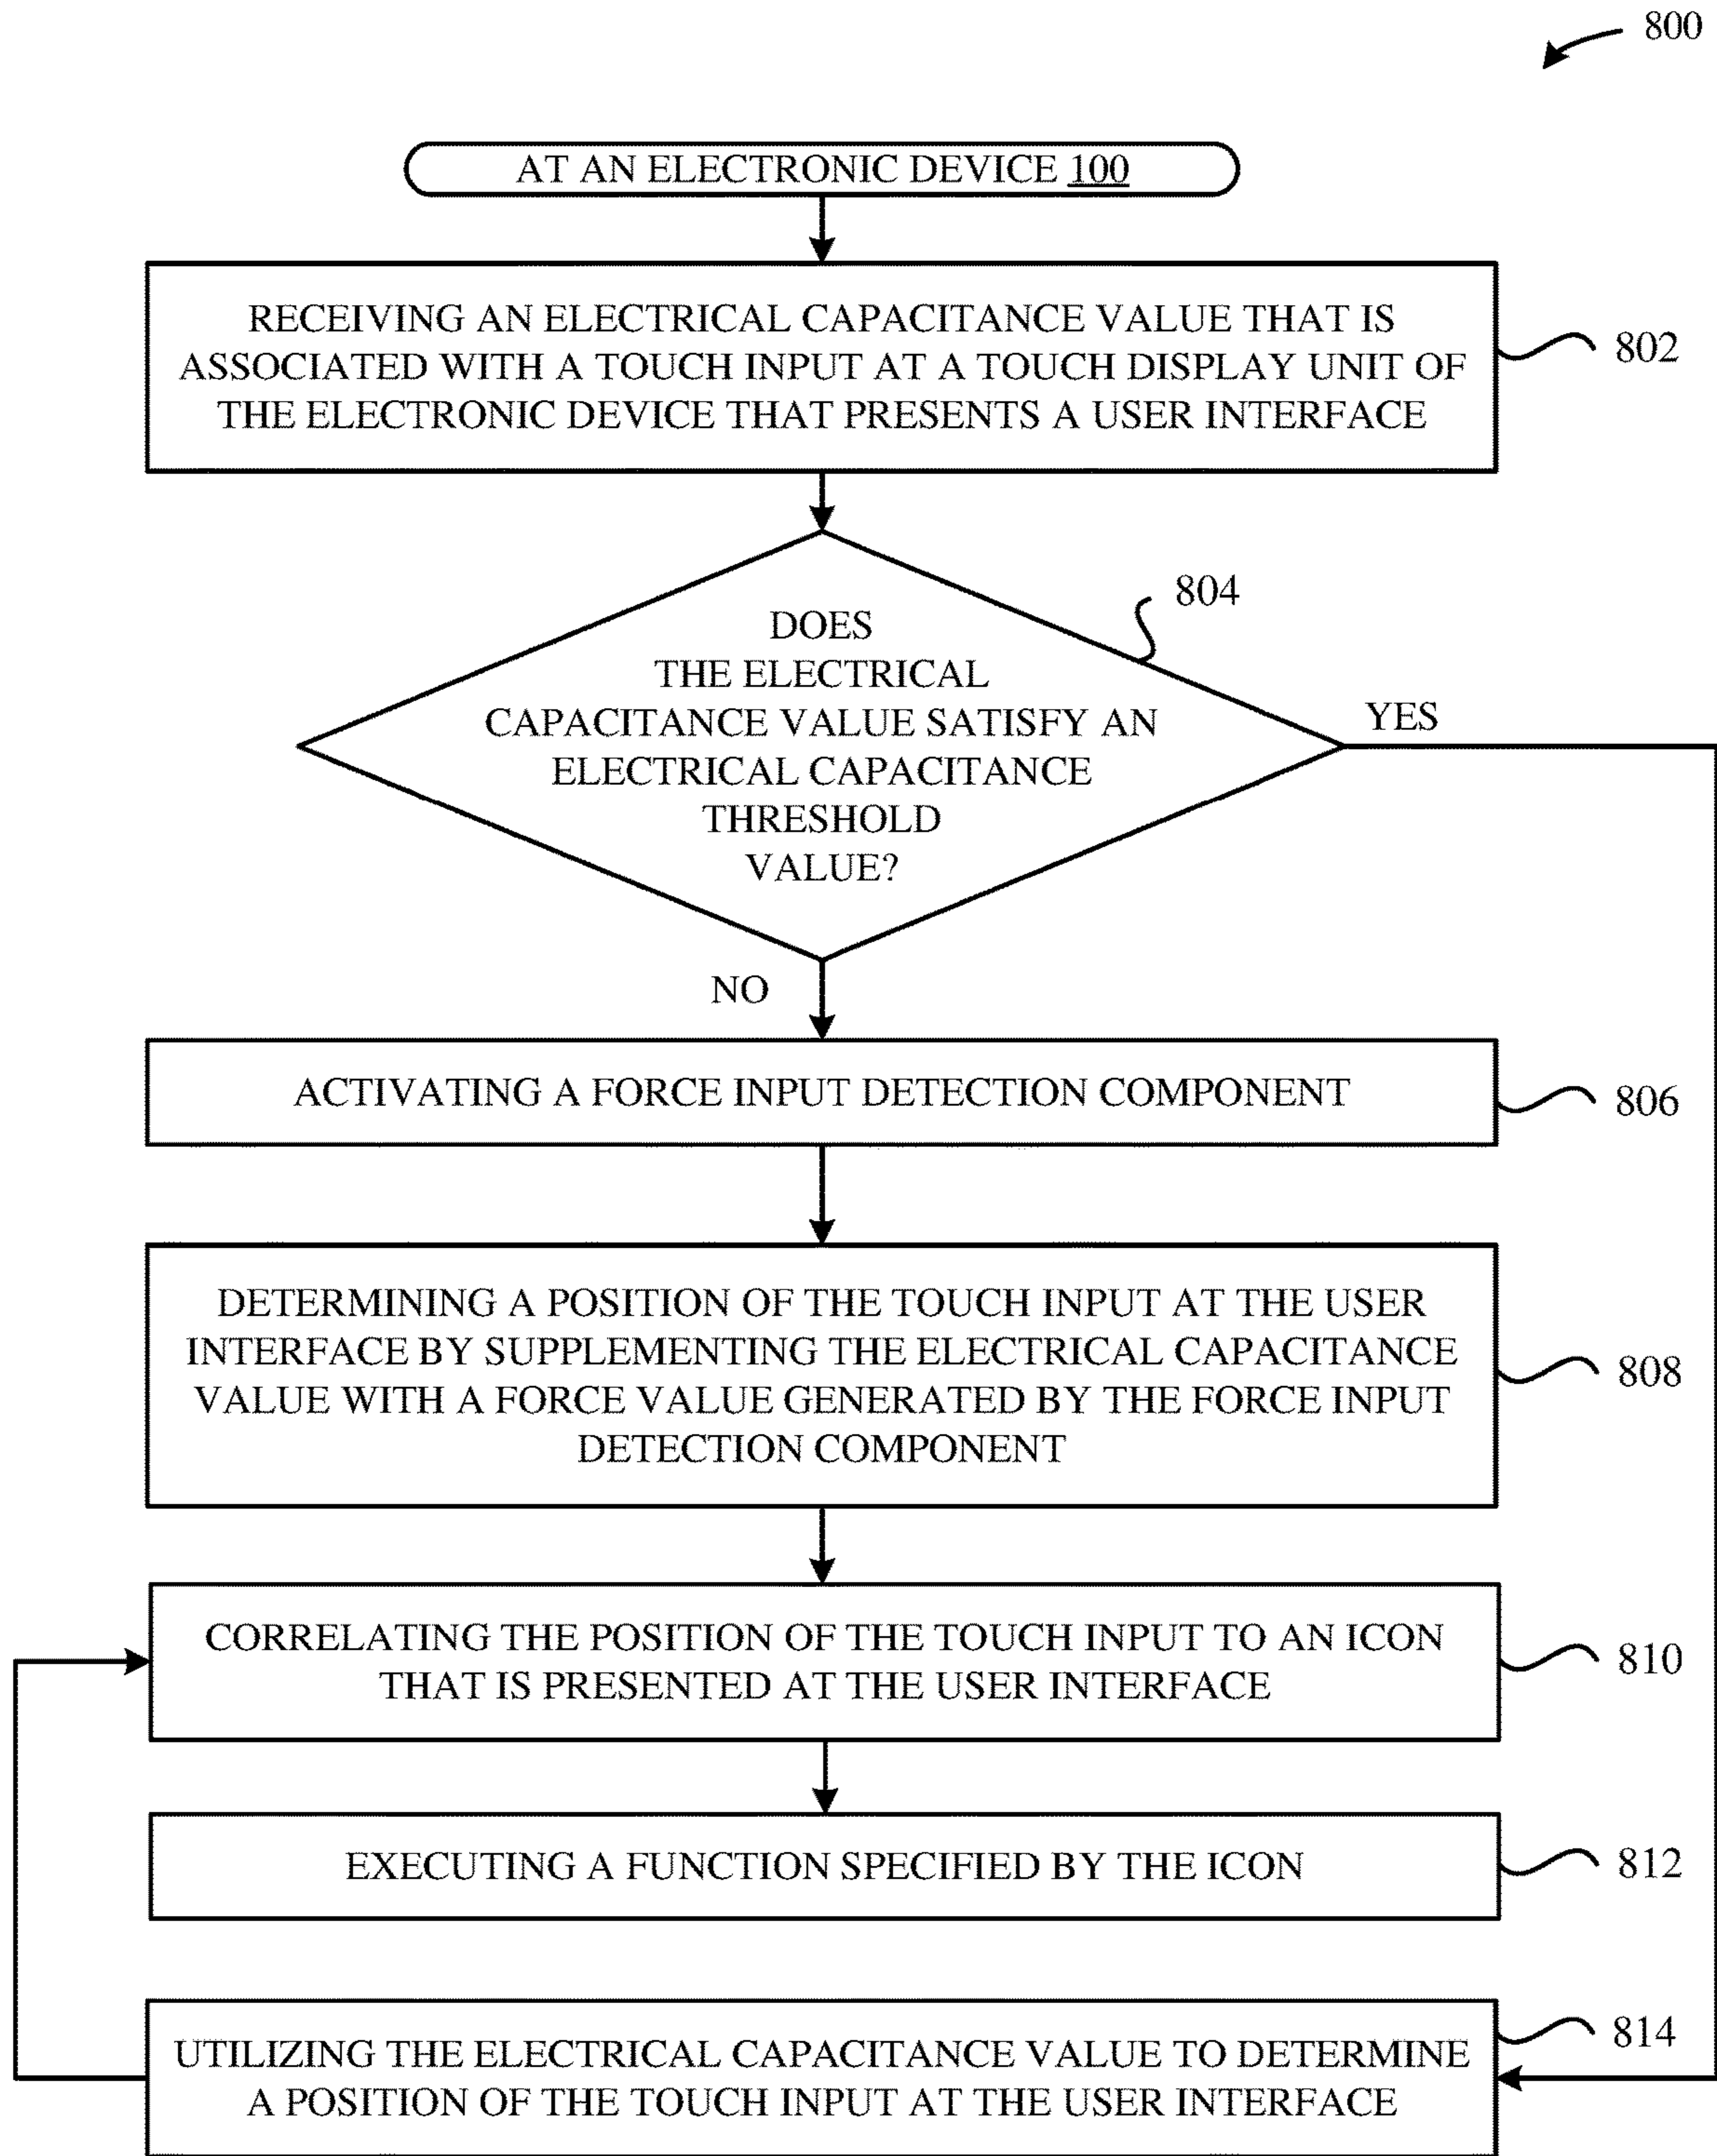 800
AT AN ELECTRONIC DEVICE 100
RECEIVING AN ELECTRICAL CAPACITANCE VALUE THAT IS
ASSOCIATED WITH A TOUCH INPUT AT A TOUCH DISPLAY UNIT OF
THE ELECTRONIC DEVICE THAT PRESENTS A USER INTERFACE
802
804
DOES
THE ELECTRICAL
CAPACITANCE VALUE SATISFY AN
ELECTRICAL CAPACITANCE
THRESHOLD
VALUE?
YES
NO
ACTIVATING A FORCE INPUT DETECTION COMPONENT
806
DETERMINING A POSITION OF THE TOUCH INPUT AT THE USER
INTERFACE BY SUPPLEMENTING THE ELECTRICAL CAPACITANCE
VALUE WITH A FORCE VALUE GENERATED BY THE FORCE INPUT
DETECTION COMPONENT
808
CORRELATING THE POSITION OF THE TOUCH INPUT TO AN ICON
THAT IS PRESENTED AT THE USER INTERFACE
810
EXECUTING A FUNCTION SPECIFIED BY THE ICON
812
UTILIZING THE ELECTRICAL CAPACITANCE VALUE TO DETERMINE
A POSITION OF THE TOUCH INPUT AT THE USER INTERFACE
814